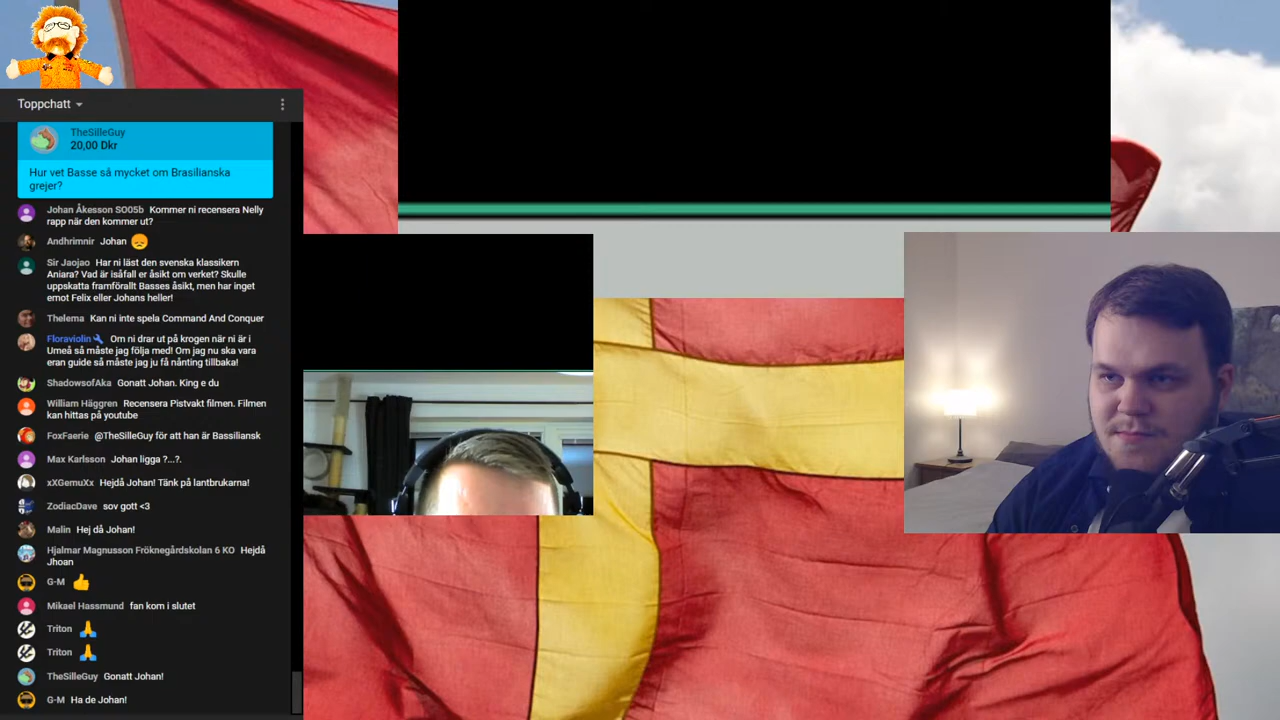 Toppchatt
TheSilleGuy
20,00 Dkr
Hur vet Basse så mycket om Brasilianska
grejer?
Johan Åkesson SO05b Kommer ni recensera Nelly
rapp när den kommer ut?
Andhrimnir Johan
Sir Jaojao Har ni läst den svenska klassikern
Aniara? Vad är isåfall er åsikt om verket? Skulle
uppskatta framförallt Basses åsikt, men har inget
emot Felix eller Johans heller!
Thelema Kan ni inte spela Command And Conquer
Floraviolin Om ni drar ut på krogen när ni är i
Umeå så måste jag följa med! Om jag nu ska vara
eran guide så måste jag ju få nånting tillbaka!
ShadowsofAka Gonatt Johan. King e du
William Häggren Recensera Pistvakt filmen. Filmen
kan hittas på youtube
FoxFaerie @TheSilleGuy för att han är Bassiliansk
Max Karlsson Johan ligga ?...?.
xXGemuXx Hejdå Johan! Tänk på lantbrukarna!
ZodiacDave sov gott <3
Malin Hej då Johan!
Hjalmar Magnusson Fröknegårdskolan 6 KO Hejdå
Jhoan
G-M 👍
Mikael Hassmund fan kom i slutet
Triton 🙏
Triton 🙏
TheSilleGuy Gonatt Johan!
G-M Ha de Johan!